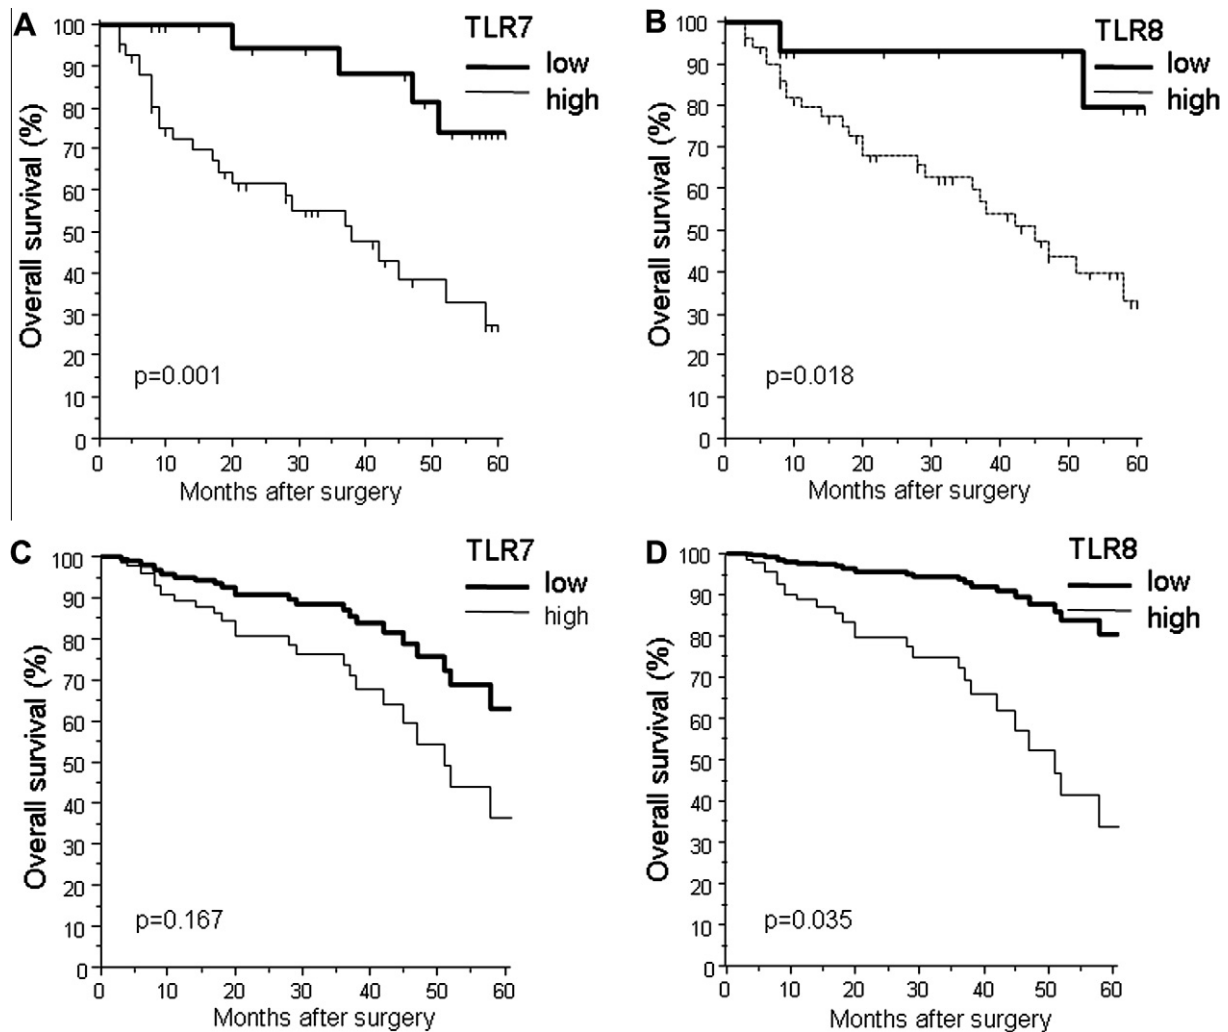 A
TLR7
low
high
Overall survival (%)
100
90
80
70
60
50
40
30
20
10
0
p=0.001
0 10 20 30 40 50 60
Months after surgery
B
TLR8
low
high
Overall survival (%)
100
90
80
70
60
50
40
30
20
10
0
p=0.018
0 10 20 30 40 50 60
Months after surgery
C
TLR7
low
high
Overall survival (%)
100
90
80
70
60
50
40
30
20
10
0
p=0.167
0 10 20 30 40 50 60
Months after surgery
D
TLR8
low
high
Overall survival (%)
100
90
80
70
60
50
40
30
20
10
0
p=0.035
0 10 20 30 40 50 60
Months after surgery